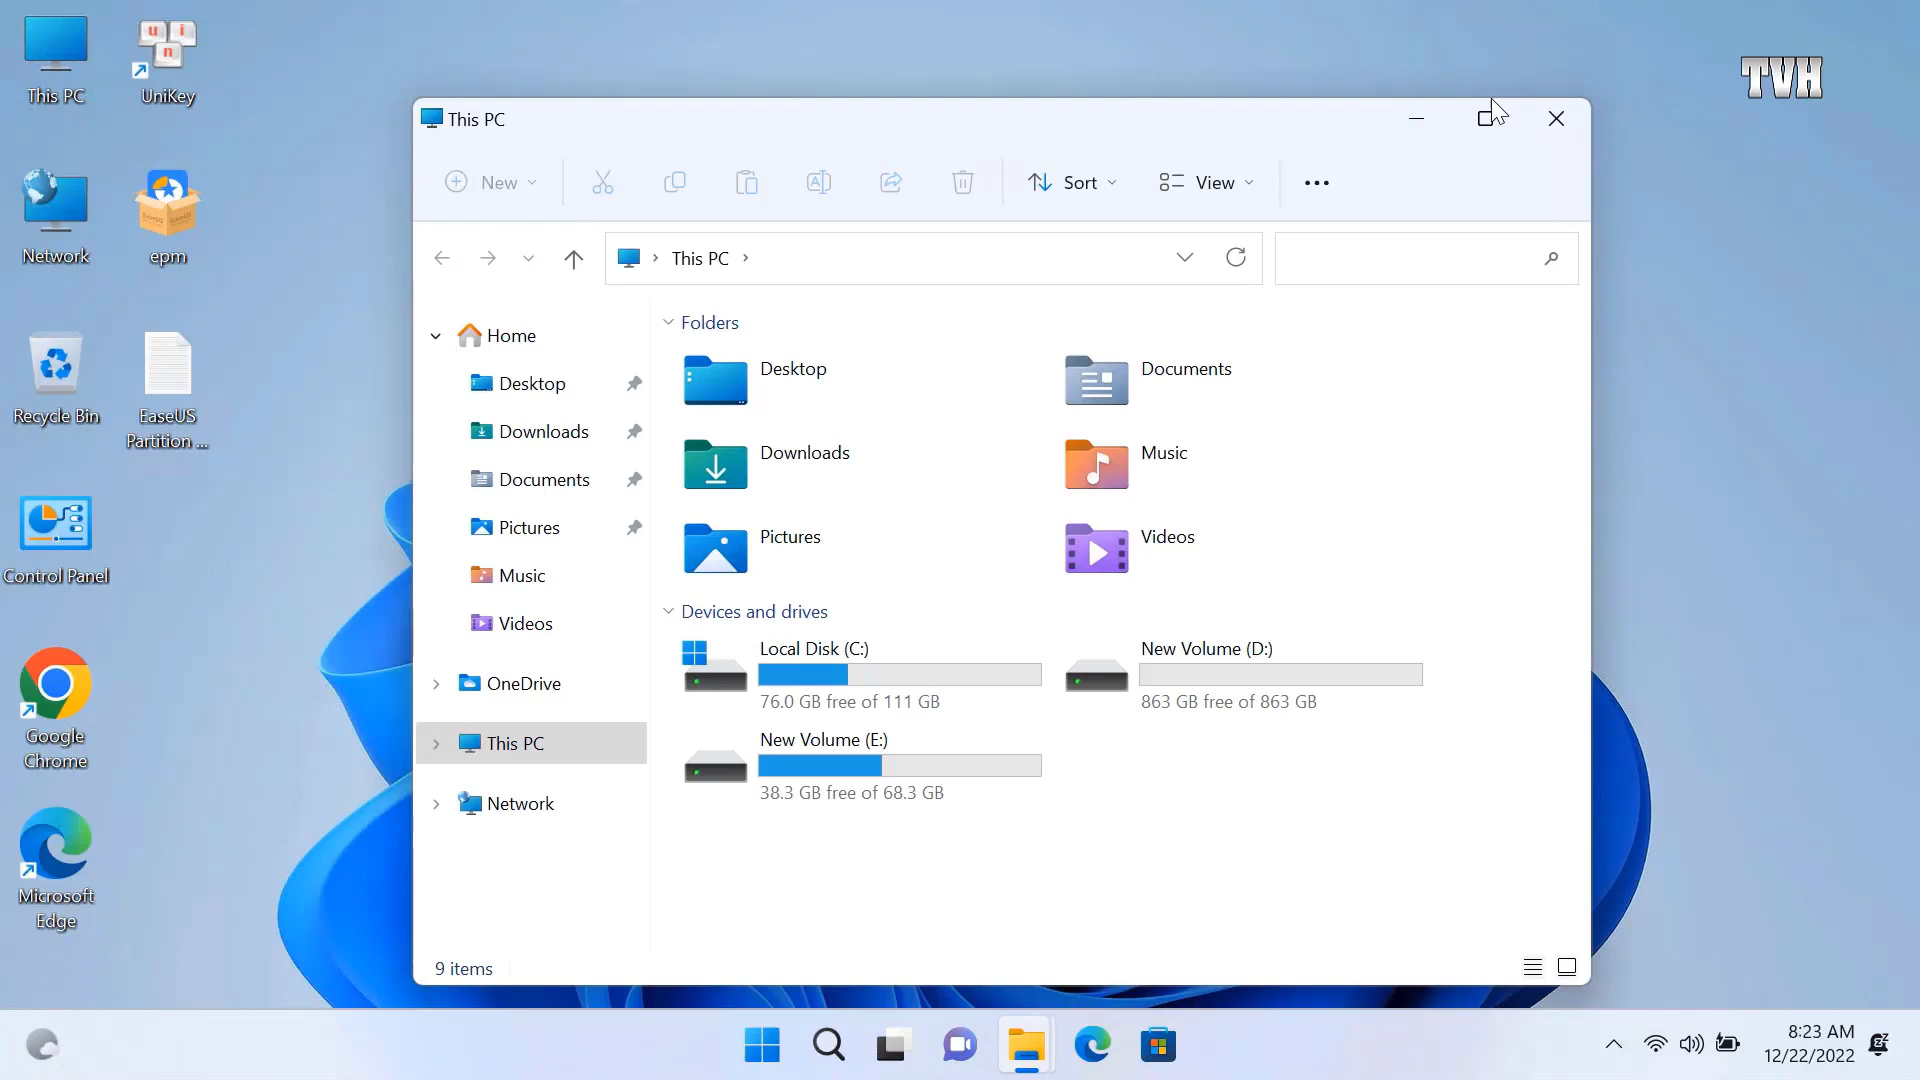 This PC
UniKey
Network
epm
Recycle Bin
EaseUS
Partition ...
Control Panel
Google
Chrome
Microsoft
Edge
TVH
This PC
New
Sort
View
This PC
Home
Desktop
Downloads
Documents
Pictures
Music
Videos
OneDrive
This PC
Network
Folders
Desktop
Documents
Downloads
Music
Pictures
Videos
Devices and drives
Local Disk (C:)
76.0 GB free of 111 GB
New Volume (D:)
863 GB free of 863 GB
New Volume (E:)
38.3 GB free of 68.3 GB
9 items
8:23 AM
12/22/2022